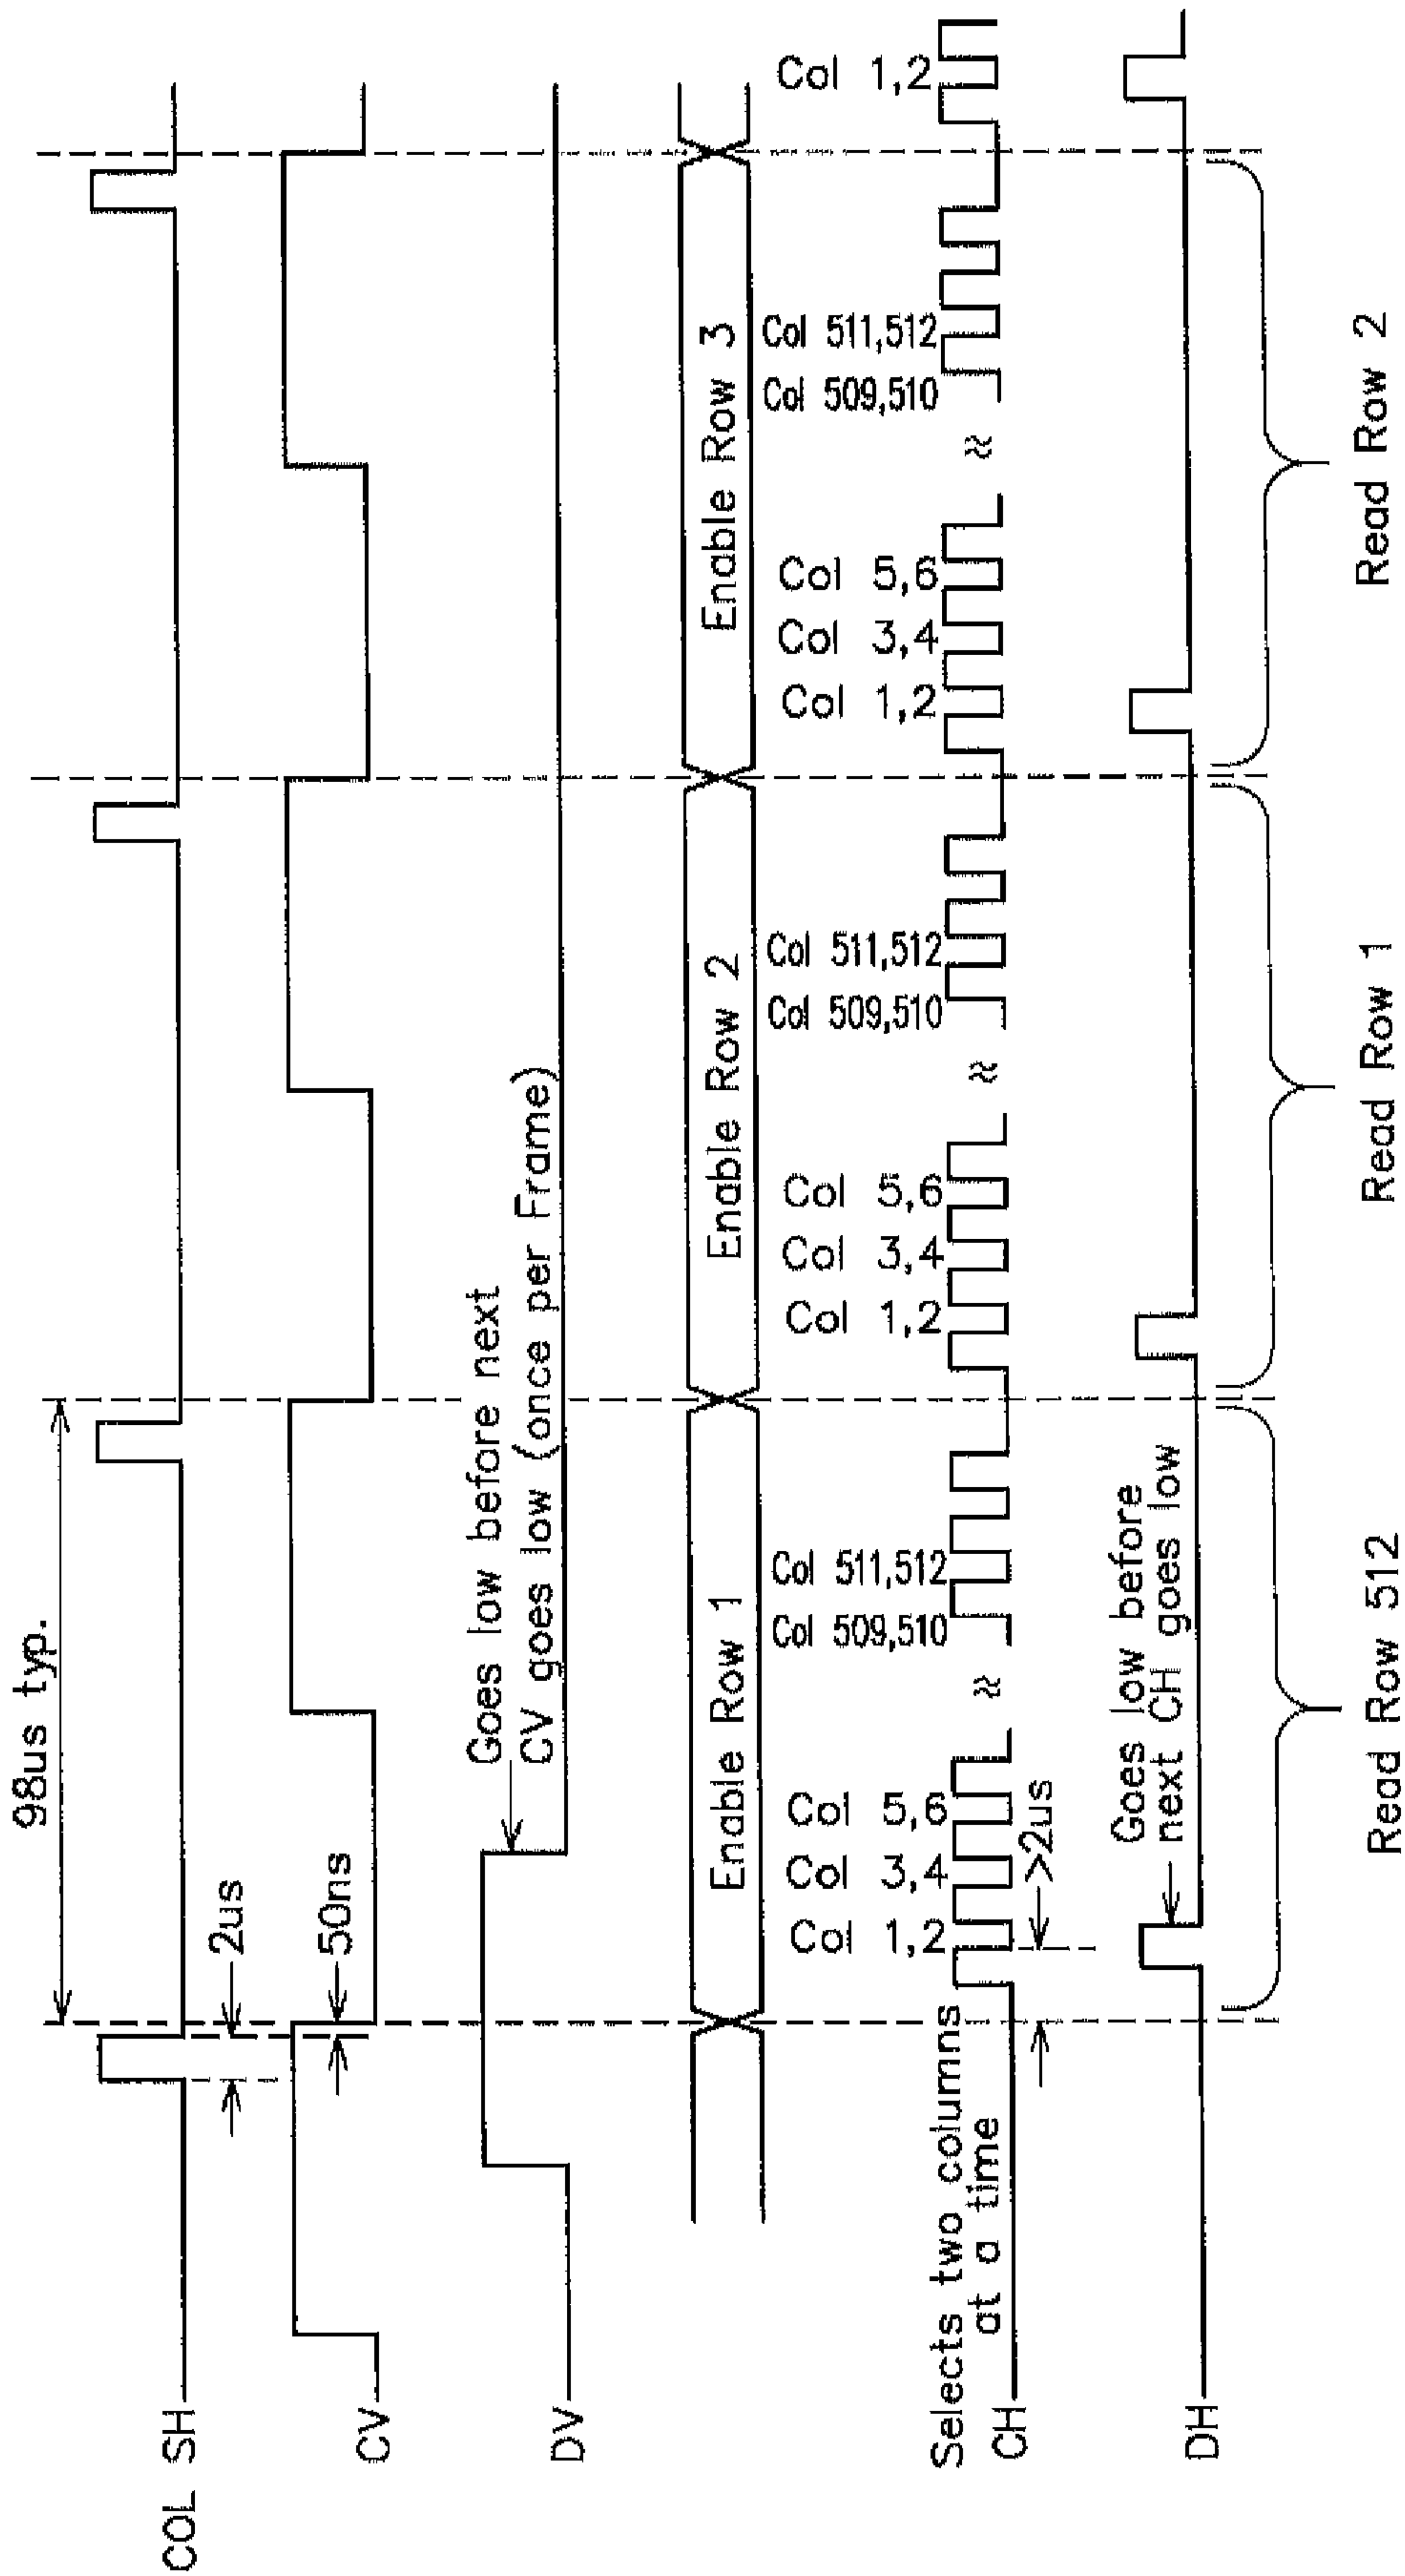 98us typ.
COL SH
2us
CV
50ns
DV
Goes low before next
CV goes low (once per Frame)
Enable Row 1
Enable Row 2
Enable Row 3
Selects two columns
at a time
CH
Col 1,2
Col 3,4
Col 5,6
Col 509,510
Col 511,512
Col 1,2
Col 3,4
Col 5,6
Col 509,510
Col 511,512
Col 1,2
Col 3,4
Col 5,6
Col 509,510
Col 511,512
Col 1,2
>2us
DH
Goes low before
next CH goes low
Read Row 512
Read Row 1
Read Row 2